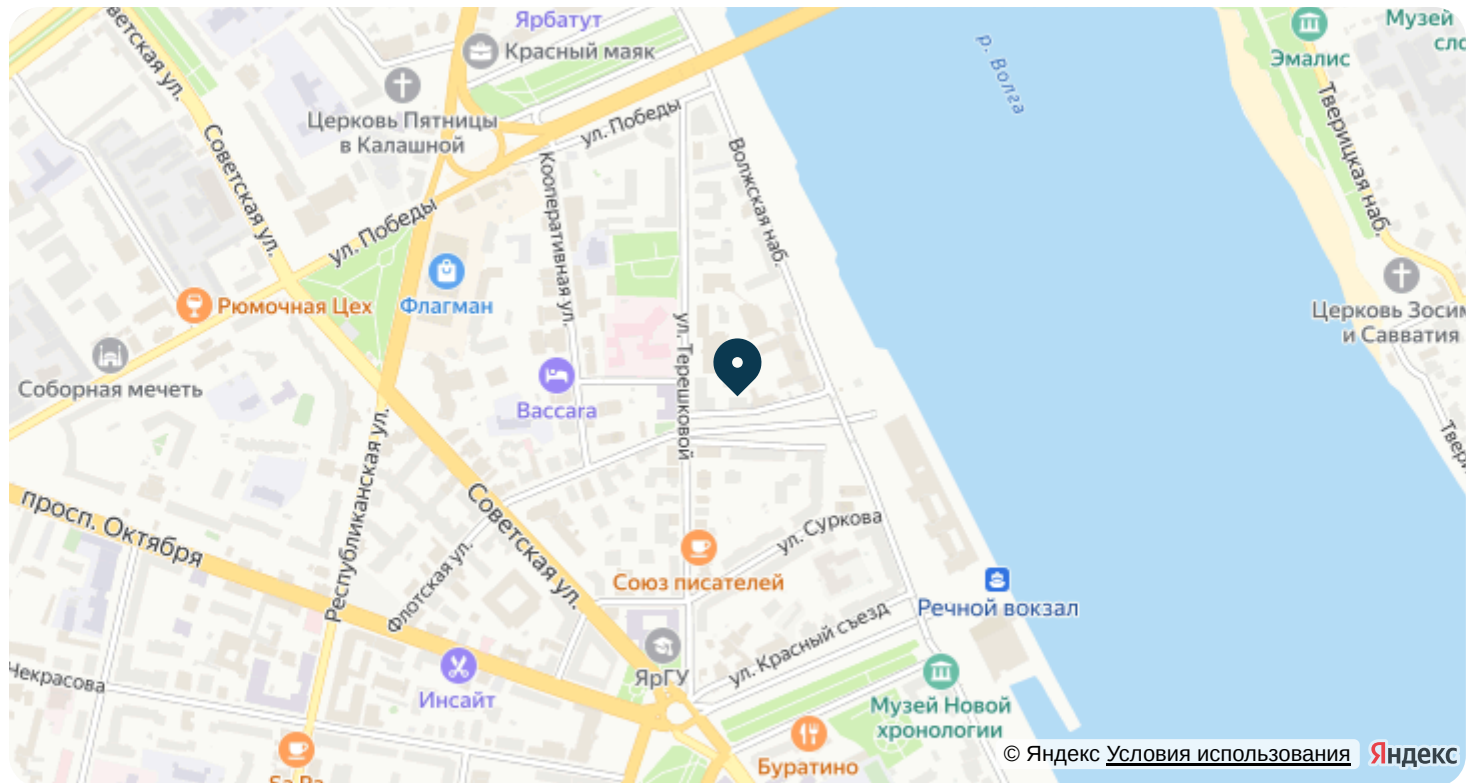 Ярбатут
Музей
Красный маяк
Эмалис
р. Волга
Советская ул.
Церковь Пятницы
в Калашной
ул. Победы
Тверицкая наб.
Волжская наб.
Кооперативная ул.
ул. Победы
Рюмочная Цех
Флагман
ул. Терешковой
и Савватия
Соборная мечеть
Baccara
Республиканская ул.
просп. Октября
Советская ул.
Флотская ул.
ул. Суркова
Союз писателей
Речной вокзал
ул. Красный съезд
ЯрГУ
Некрасова
Инсайт
Музей Новой
хронологии
Буратино
© Яндекс Условия использования Яндекс